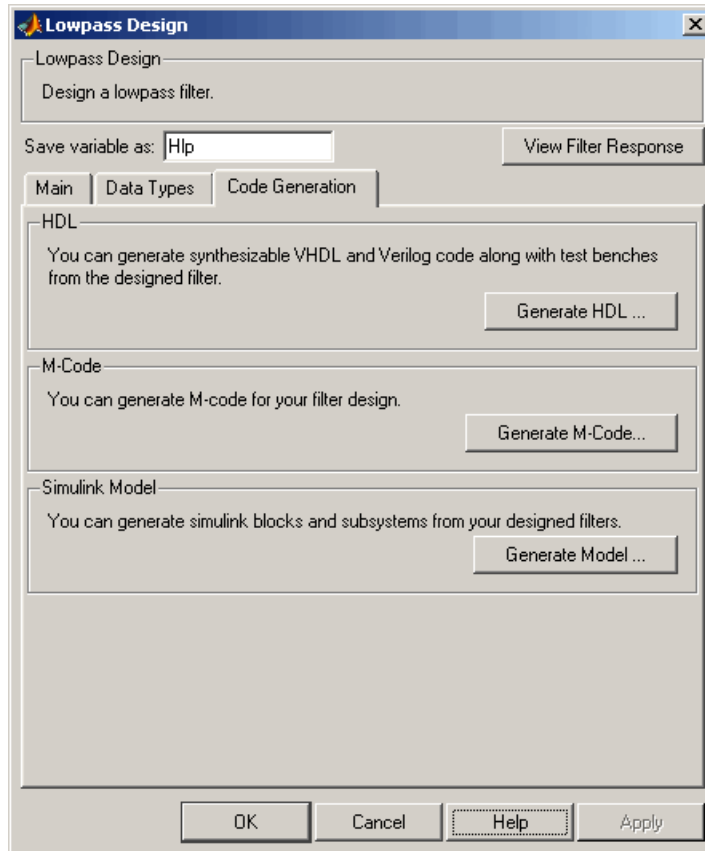 Lowpass Design
Lowpass Design
Design a lowpass filter.
Save variable as: Hlp View Filter Response
Main Data Types Code Generation
HDL
You can generate synthesizable VHDL and Verilog code along with test benches
from the designed filter.
Generate HDL ...
M-Code
You can generate M-code for your filter design.
Generate M-Code...
Simulink Model
You can generate simulink blocks and subsystems from your designed filters.
Generate Model ...
OK Cancel Help Apply